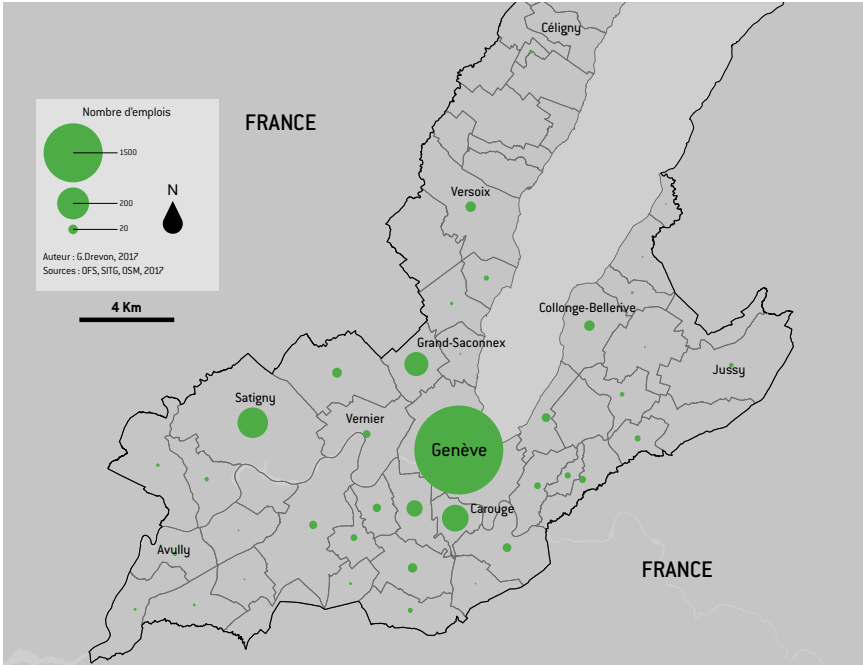 Céligny
Nombre d'emplois
1500
200
20
N
Auteur : G.Drevon, 2017
Sources : OFS, SITG, OSM, 2017
4 Km
FRANCE
Versoix
Collonge-Bellerive
Grand-Saconnex
Jussy
Satigny
Vernier
Genève
Carouge
Avully
FRANCE